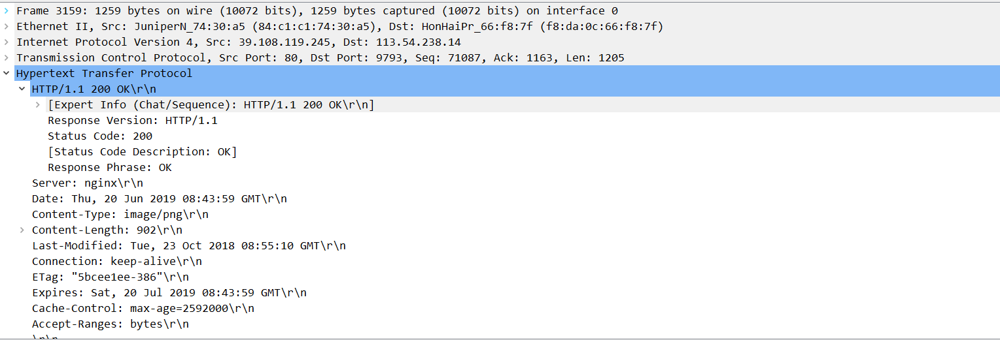 Frame 3159: 1259 bytes on wire (10072 bits), 1259 bytes captured (10072 bits) on interface 0
Ethernet II, Src: JuniperN_74:30:a5 (84:c1:c1:74:30:a5), Dst: HonHaiPr_66:f8:7f (f8:da:0c:66:f8:7f)
Internet Protocol Version 4, Src: 39.108.119.245, Dst: 113.54.238.14
Transmission Control Protocol, Src Port: 80, Dst Port: 9793, Seq: 71087, Ack: 1163, Len: 1205
Hypertext Transfer Protocol
HTTP/1.1 200 OK\r\n
[Expert Info (Chat/Sequence): HTTP/1.1 200 OK\r\n]
Response Version: HTTP/1.1
Status Code: 200
[Status Code Description: OK]
Response Phrase: OK
Server: nginx\r\n
Date: Thu, 20 Jun 2019 08:43:59 GMT\r\n
Content-Type: image/png\r\n
Content-Length: 902\r\n
Last-Modified: Tue, 23 Oct 2018 08:55:10 GMT\r\n
Connection: keep-alive\r\n
ETag: "5bcee1ee-386"\r\n
Expires: Sat, 20 Jul 2019 08:43:59 GMT\r\n
Cache-Control: max-age=2592000\r\n
Accept-Ranges: bytes\r\n
\r\n